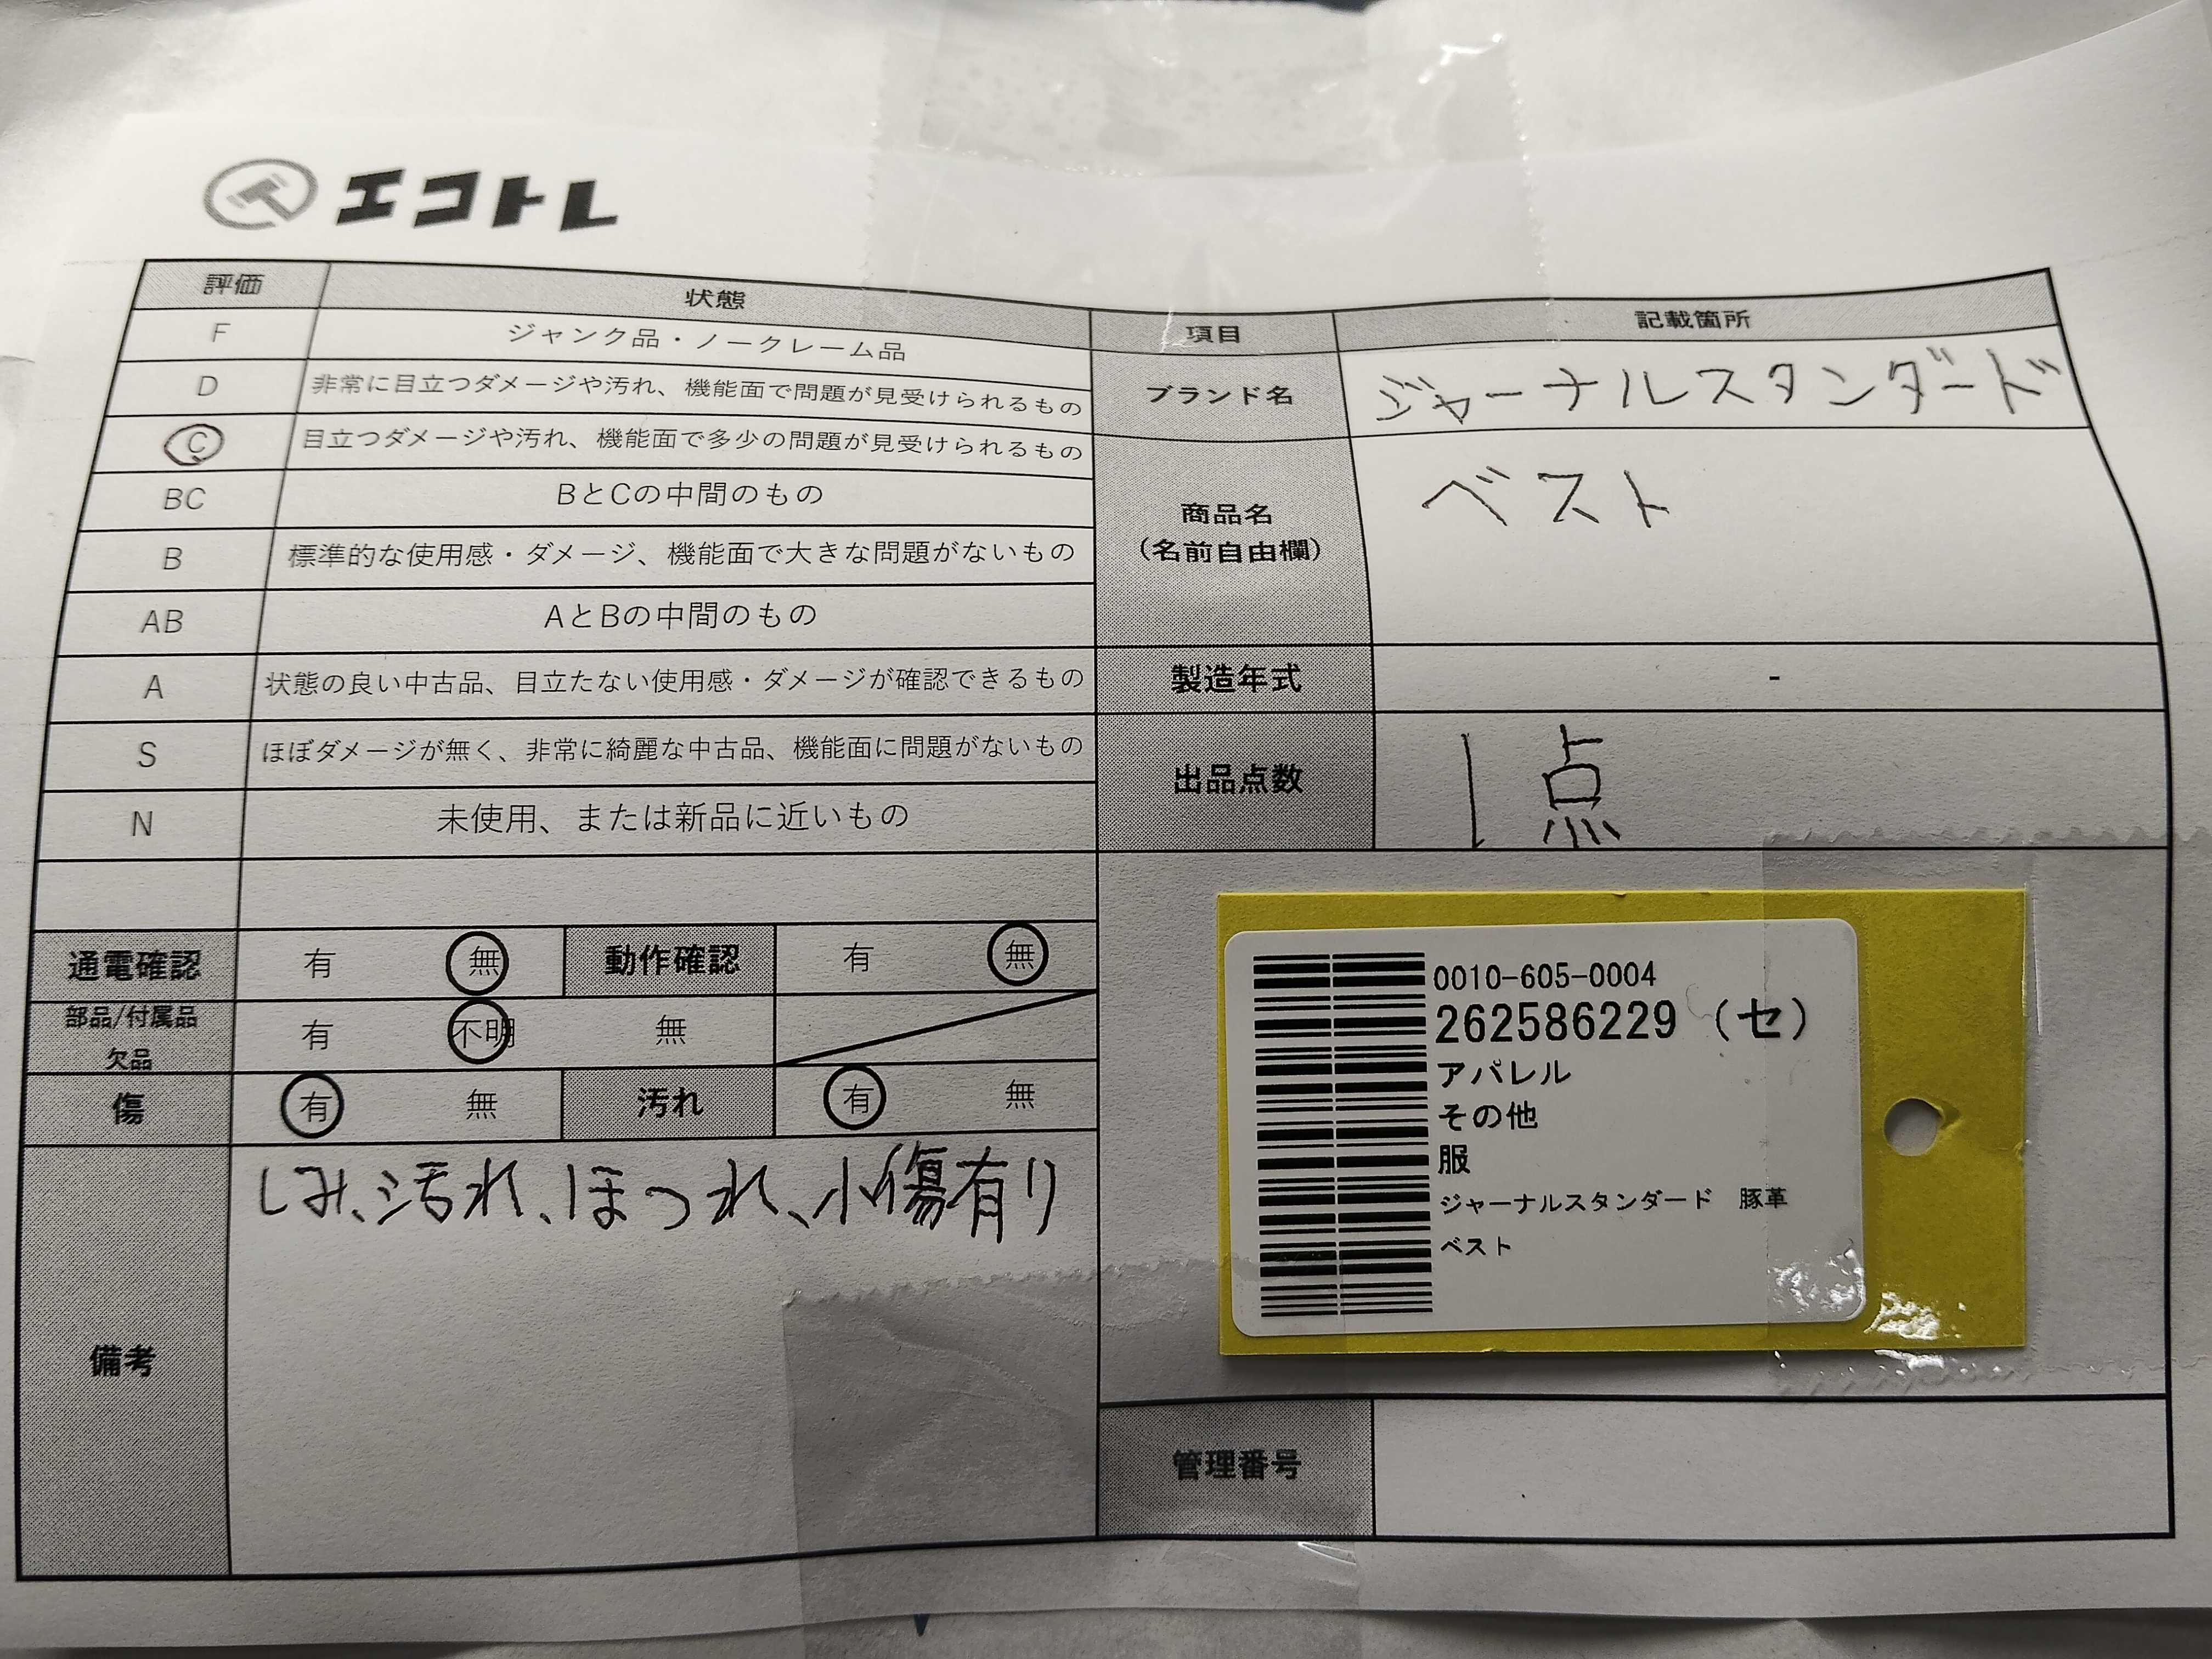 エコトレ
評価 状態
F ジャンク品・ノークレーム品
D 非常に目立つダメージや汚れ、機能面で問題が見受けられるもの
C 目立つダメージや汚れ、機能面で多少の問題が見受けられるもの
BC BとCの中間のもの
B 標準的な使用感・ダメージ、機能面で大きな問題がないもの
AB AとBの中間のもの
A 状態の良い中古品、目立たない使用感・ダメージが確認できるもの
S ほぼダメージが無く、非常に綺麗な中古品、機能面に問題がないもの
N 未使用、または新品に近いもの
通電確認 有 無 動作確認 有 無
部品/付属品
欠品 有 不明 無
傷 有 無 汚れ 有 無
備考 しみ、汚れ、ほつれ、小傷有り
項目 記載箇所
ブランド名 ジャーナルスタンダード
商品名
(名前自由欄) ベスト
製造年式 -
出品点数 1点
0010-605-0004
262586229 (セ)
アパレル
その他
服
ジャーナルスタンダード 豚革
ベスト
管理番号